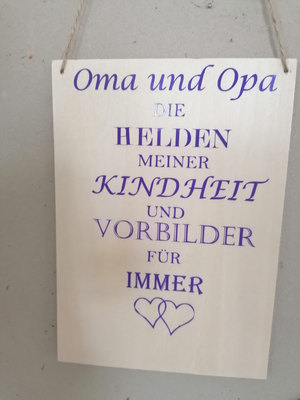 Oma und Opa
DIE
HELDEN
MEINER
KINDHEIT
UND
VORBILDER
FÜR
IMMER